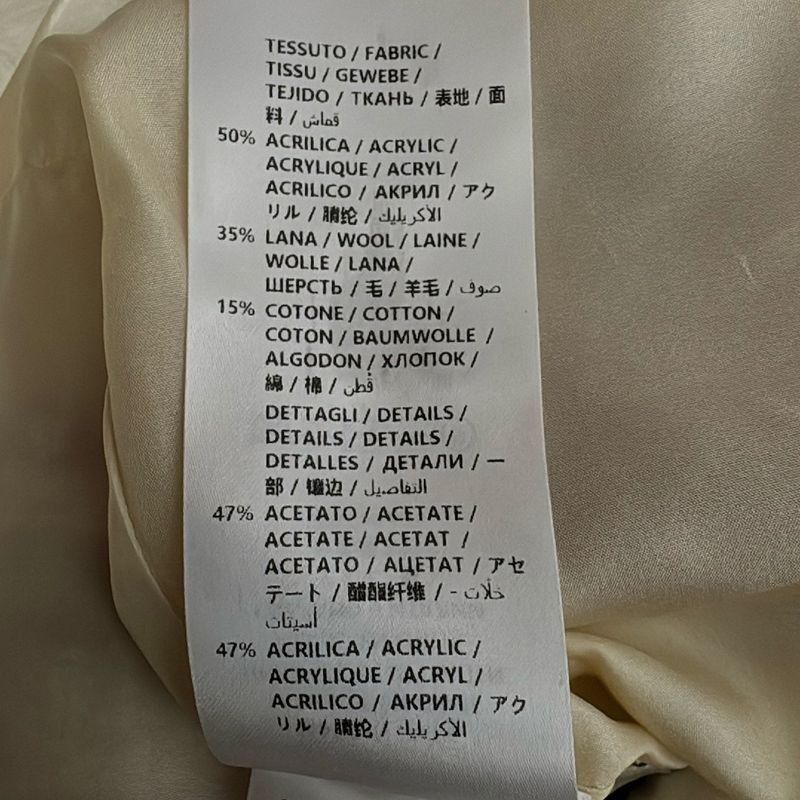 TESSUTO / FABRIC /
TISSU / GEWEBE /
TEJIDO / ТКАНЬ / 表地 / 面
料 / قماش
50% ACRILICA / ACRYLIC /
ACRYLIQUE / ACRYL /
ACRILICO / АКРИЛ / アク
リル / 腈纶 / الأكريليك
35% LANA / WOOL / LAINE /
WOLLE / LANA /
ШЕРСТЬ / 毛 / 羊毛 / صوف
15% COTONE / COTTON /
COTON / BAUMWOLLE /
ALGODON / ХЛОПОК /
綿 / 棉 / قُطن
DETTAGLI / DETAILS /
DETAILS / DETAILS /
DETALLES / ДЕТАЛИ / 一
部 / 镶边 / التفاصيل
47% ACETATO / ACETATE /
ACETATE / ACETAT /
ACETATO / АЦЕТАТ / アセ
テート / 醋酯纤维 / خلّات -
أسيتات
47% ACRILICA / ACRYLIC /
ACRYLIQUE / ACRYL /
ACRILICO / АКРИЛ / アク
リル / 腈纶 / الأكريليك